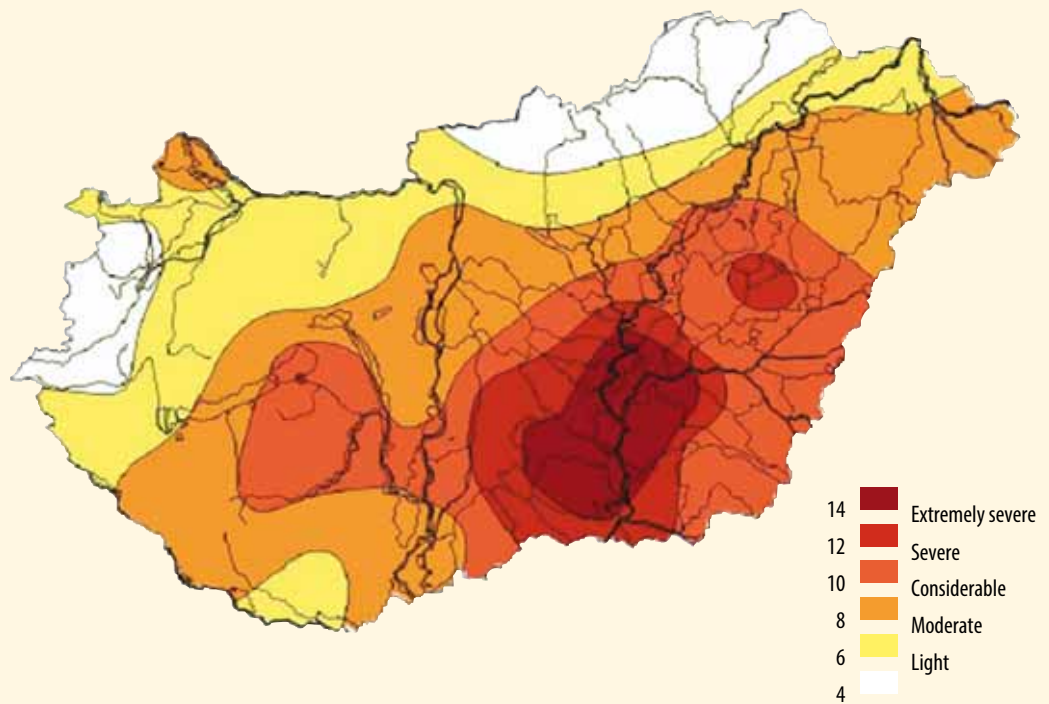 14
Extremely severe
12
Severe
10
Considerable
8
Moderate
6
Light
4